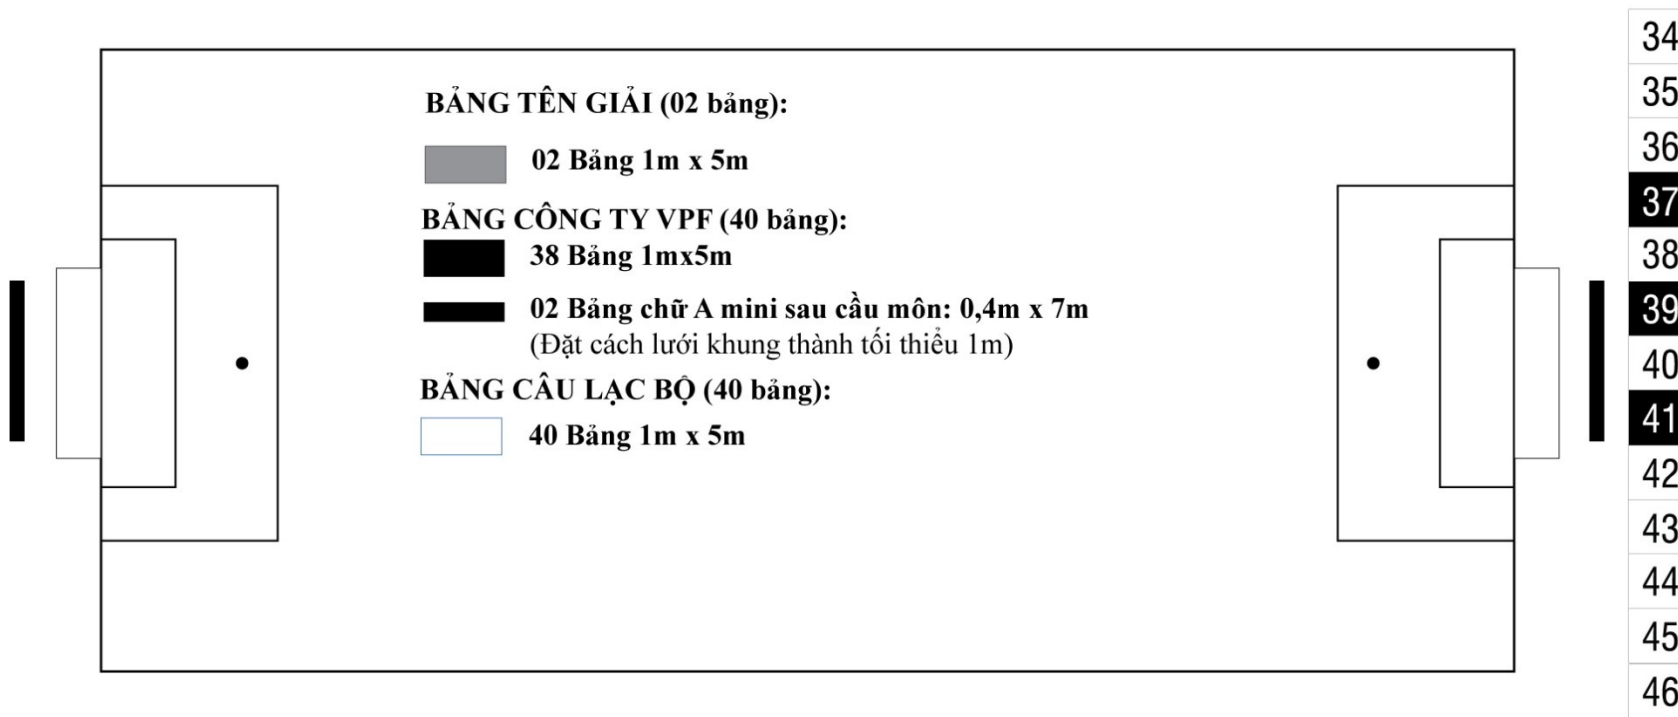 BẢNG TÊN GIẢI (02 bảng):
02 Bảng 1m x 5m
BẢNG CÔNG TY VPF (40 bảng):
38 Bảng 1mx5m
02 Bảng chữ A mini sau cầu môn: 0,4m x 7m
(Đặt cách lưới khung thành tối thiểu 1m)
BẢNG CÂU LẠC BỘ (40 bảng):
40 Bảng 1m x 5m
34
35
36
37
38
39
40
41
42
43
44
45
46